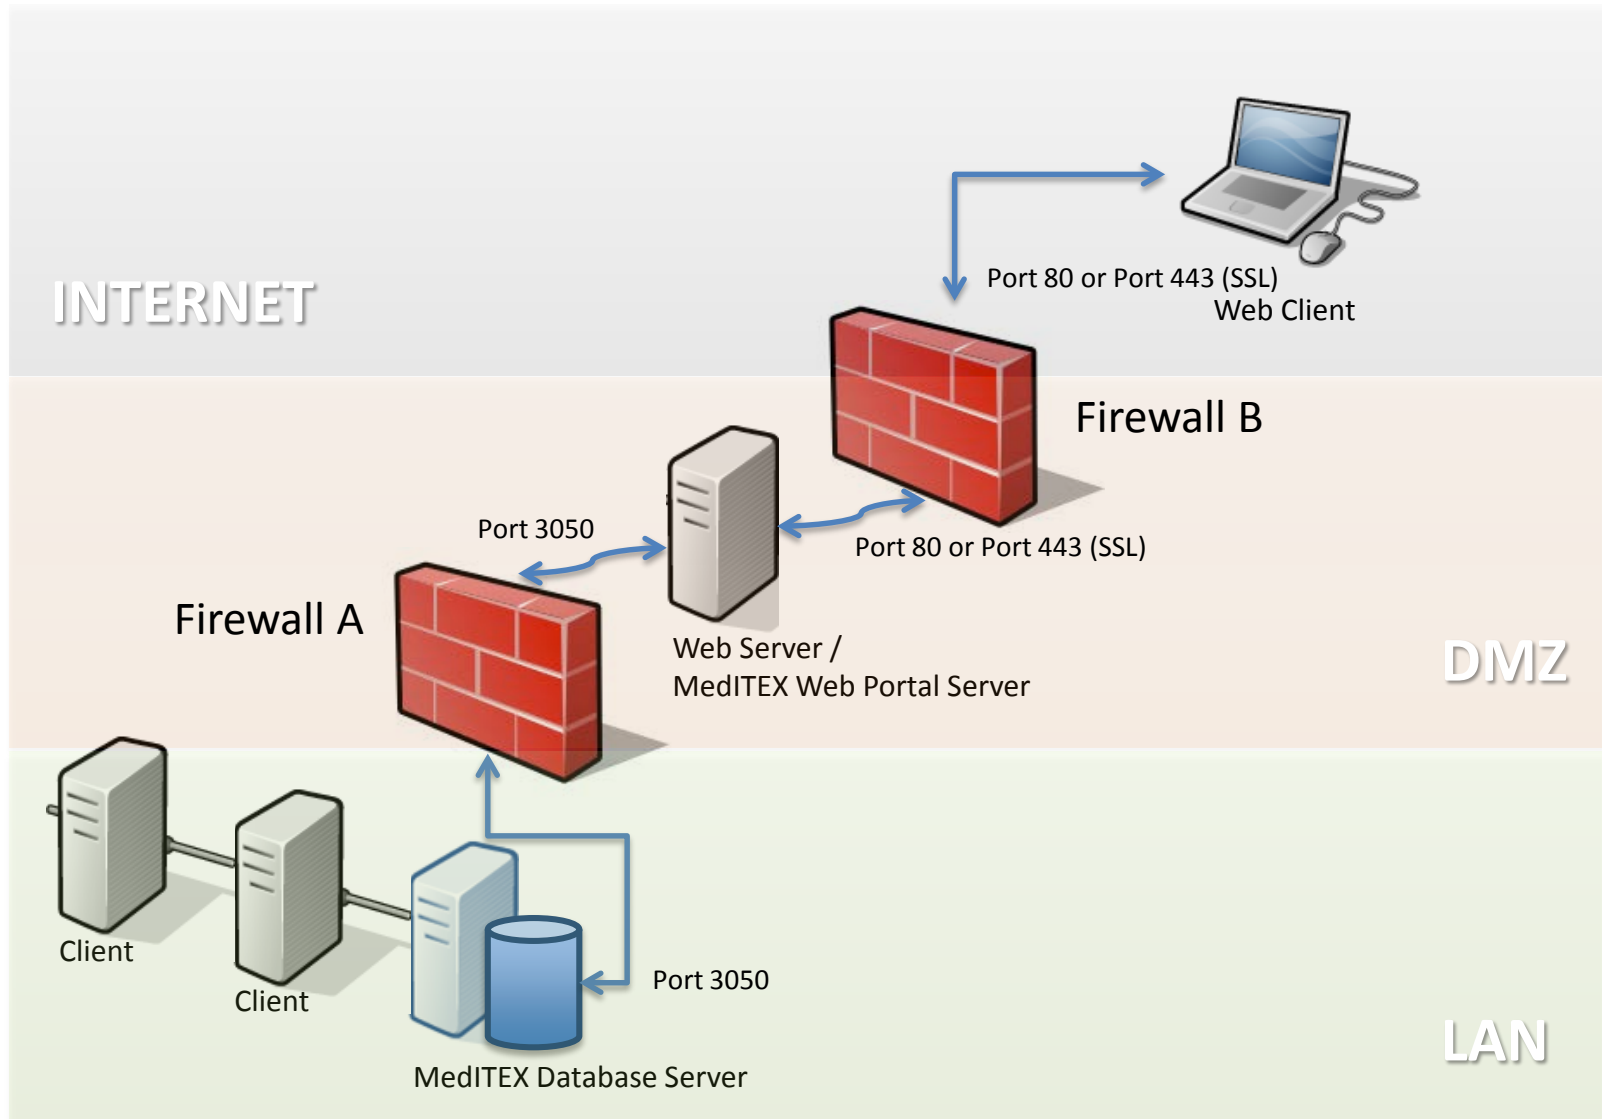 INTERNET
Port 80 or Port 443 (SSL)
Web Client
Firewall B
Port 3050
Port 80 or Port 443 (SSL)
Firewall A
Web Server /
MedITEX Web Portal Server
DMZ
Client
Client
Port 3050
LAN
MedITEX Database Server